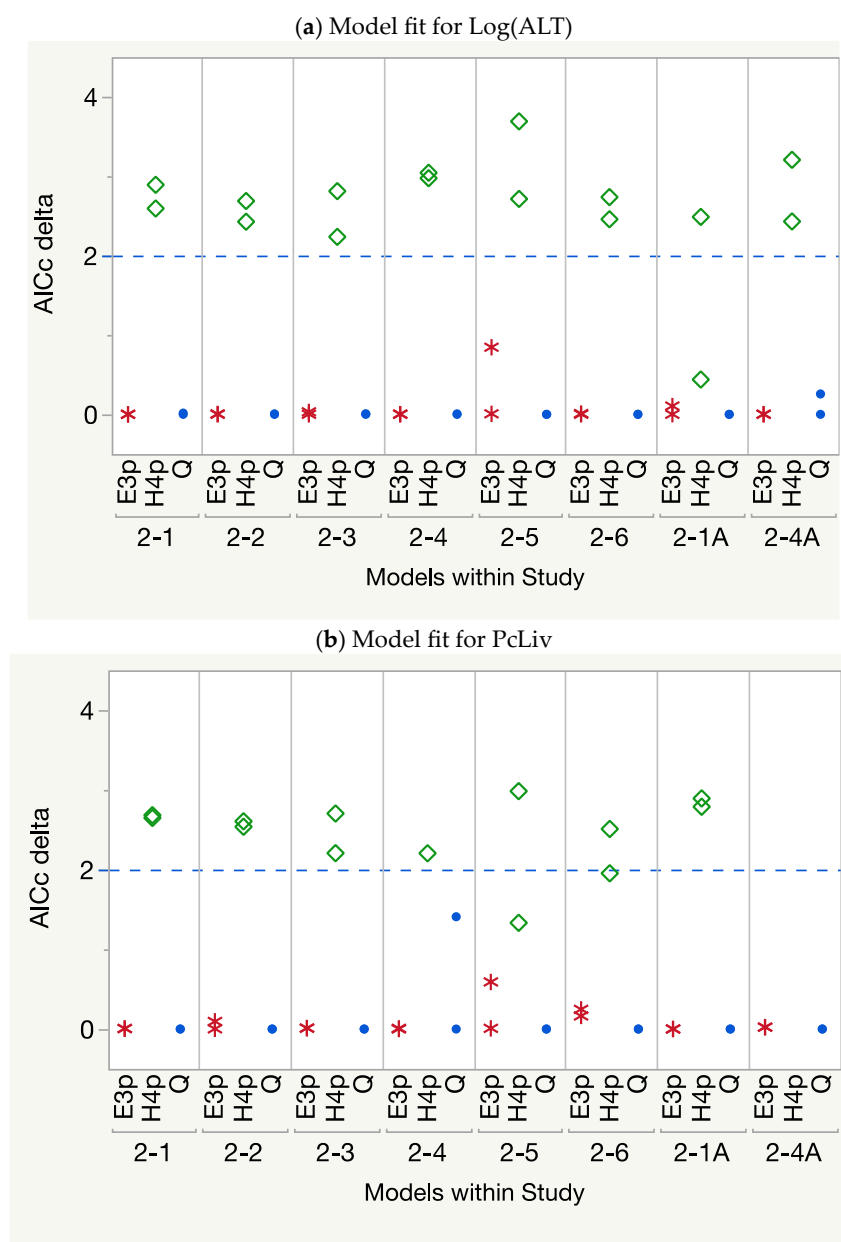 (a) Model fit for Log(ALT)
4
2
0
AICc delta
E3p H4p Q E3p H4p Q E3p H4p Q E3p H4p Q E3p H4p Q E3p H4p Q E3p H4p Q E3p H4p Q
2-1 2-2 2-3 2-4 2-5 2-6 2-1A 2-4A
Models within Study
(b) Model fit for PcLiv
4
2
0
AICc delta
E3p H4p Q E3p H4p Q E3p H4p Q E3p H4p Q E3p H4p Q E3p H4p Q E3p H4p Q E3p H4p Q
2-1 2-2 2-3 2-4 2-5 2-6 2-1A 2-4A
Models within Study